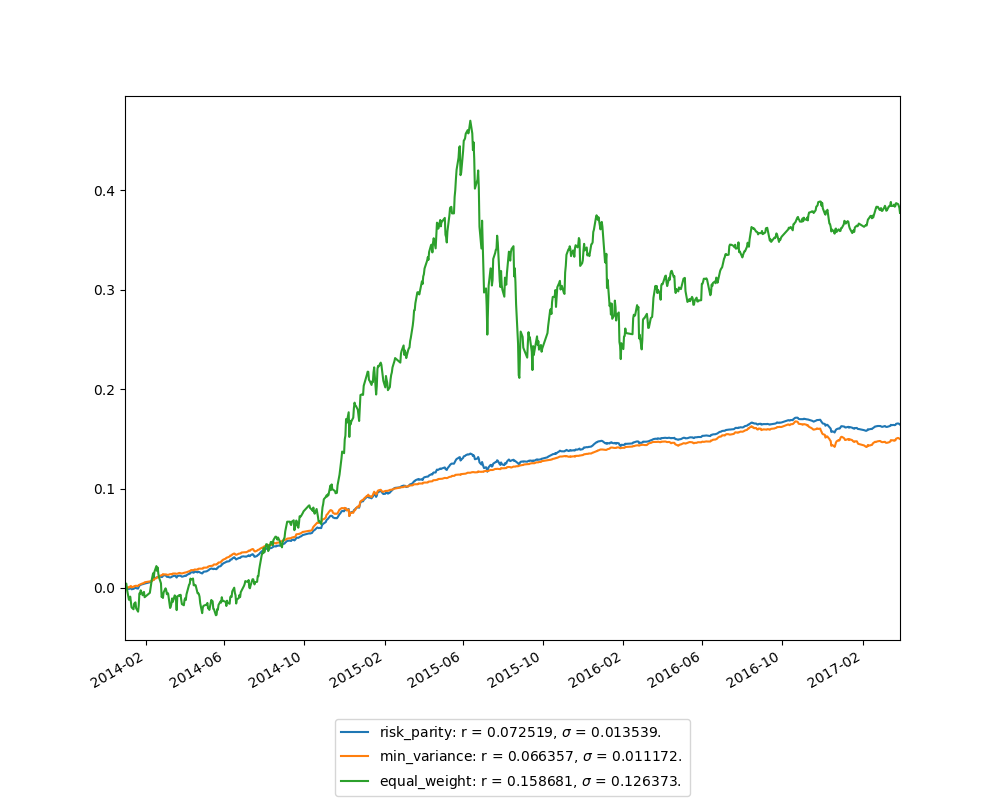 0.4
0.3
0.2
0.1
0.0
2014-02 2014-06 2014-10 2015-02 2015-06 2015-10 2016-02 2016-06 2016-10 2017-02
risk_parity: r = 0.072519, σ = 0.013539.
min_variance: r = 0.066357, σ = 0.011172.
equal_weight: r = 0.158681, σ = 0.126373.